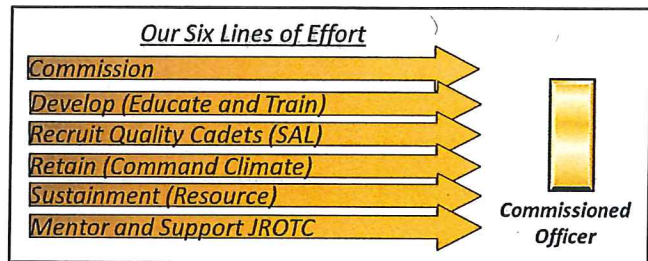 Our Six Lines of Effort
Commission
Develop (Educate and Train)
Recruit Quality Cadets (SAL)
Retain (Command Climate)
Sustainment (Resource)
Mentor and Support JROTC
Commissioned
Officer